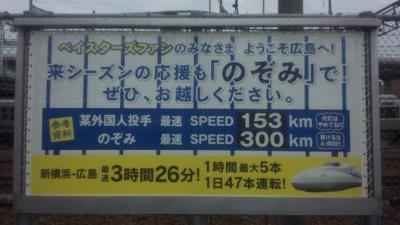 ベイスターズファンのみなさま ようこそ広島へ!
来シーズンの応援も「のぞみ」で
ぜひ、お越しください。
参考資料
某外国人投手 最速 SPEED 153 km
のぞみ 最速 SPEED 300 km
新横浜-広島 最速3時間26分!
1時間最大5本
1日47本運転!